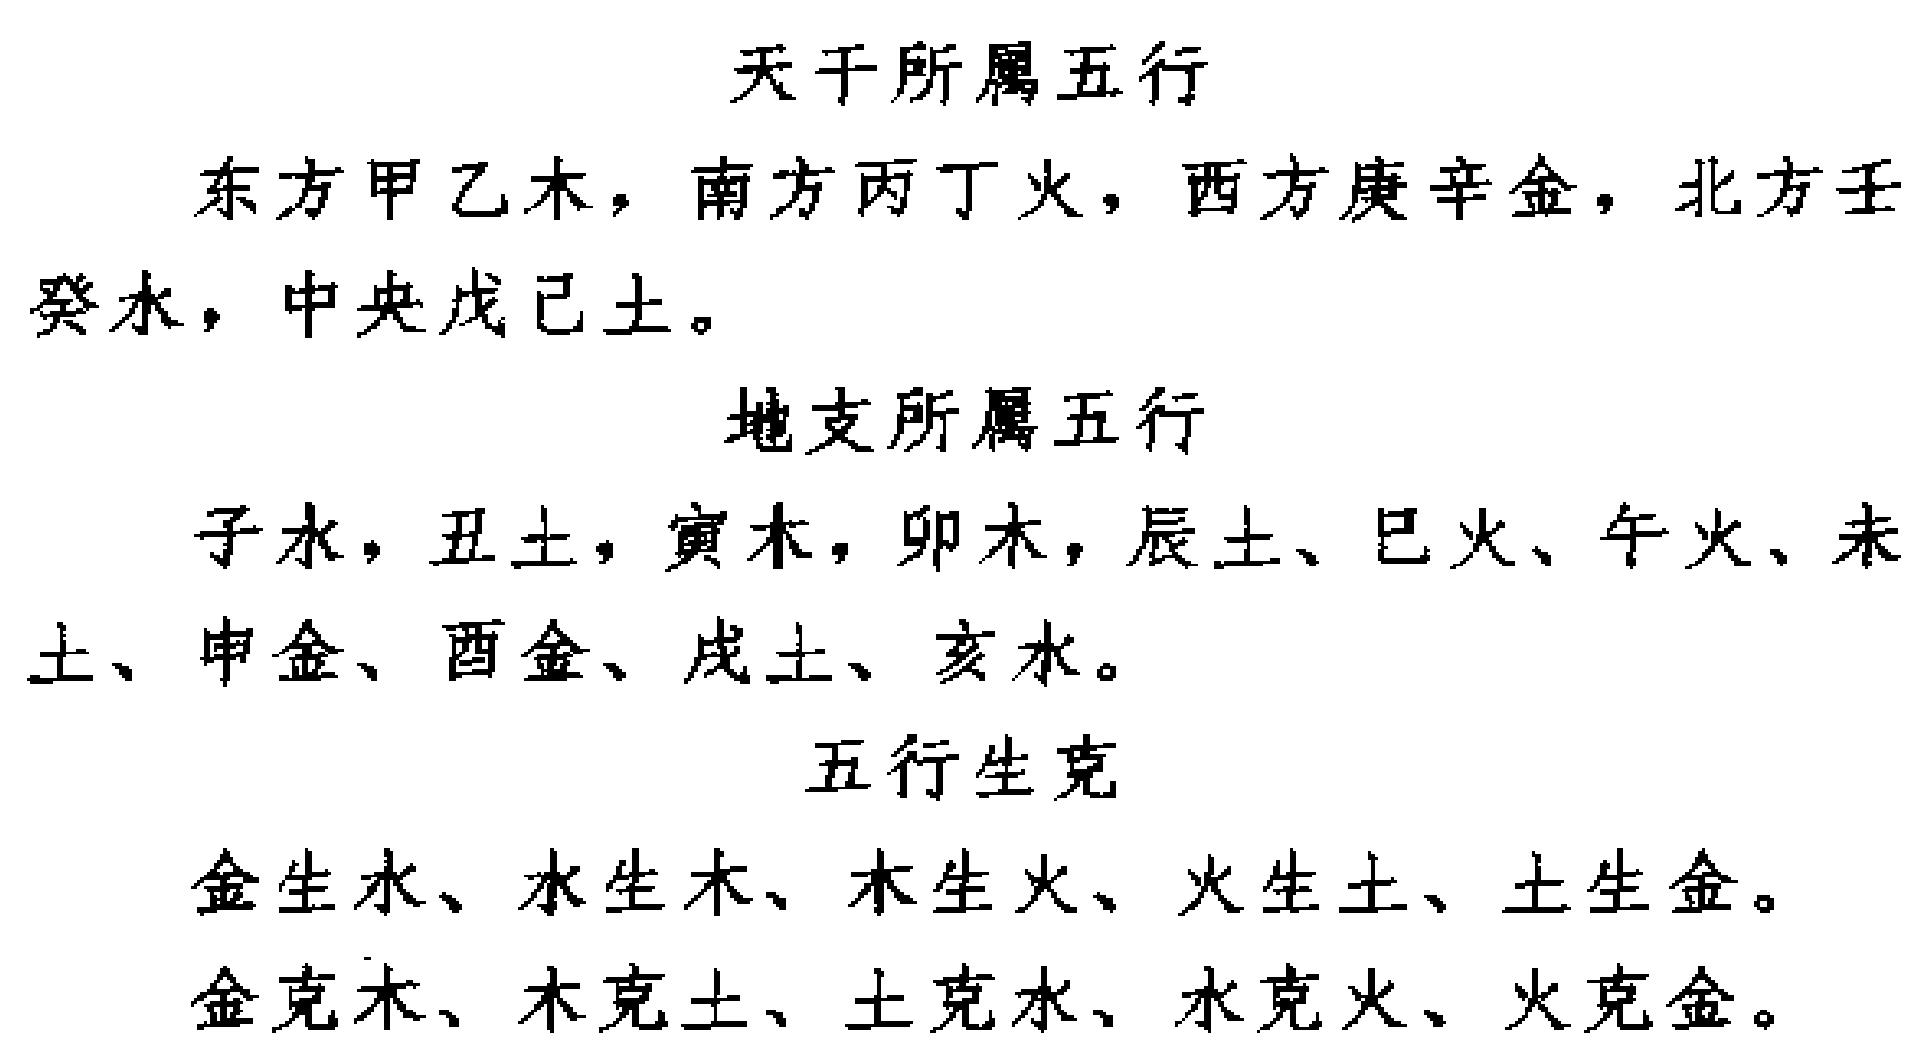 天干所属五行
东方甲乙木，南方丙丁火，西方庚辛金，北方壬
癸水，中央戊己土。
地支所属五行
子水，丑土，寅木，卯木，辰土、巳火、午火、未
土、申金、酉金、戌土、亥水。
五行生克
金生水、水生木、木生火、火生土、土生金。
金克木、木克土、土克水、水克火、火克金。